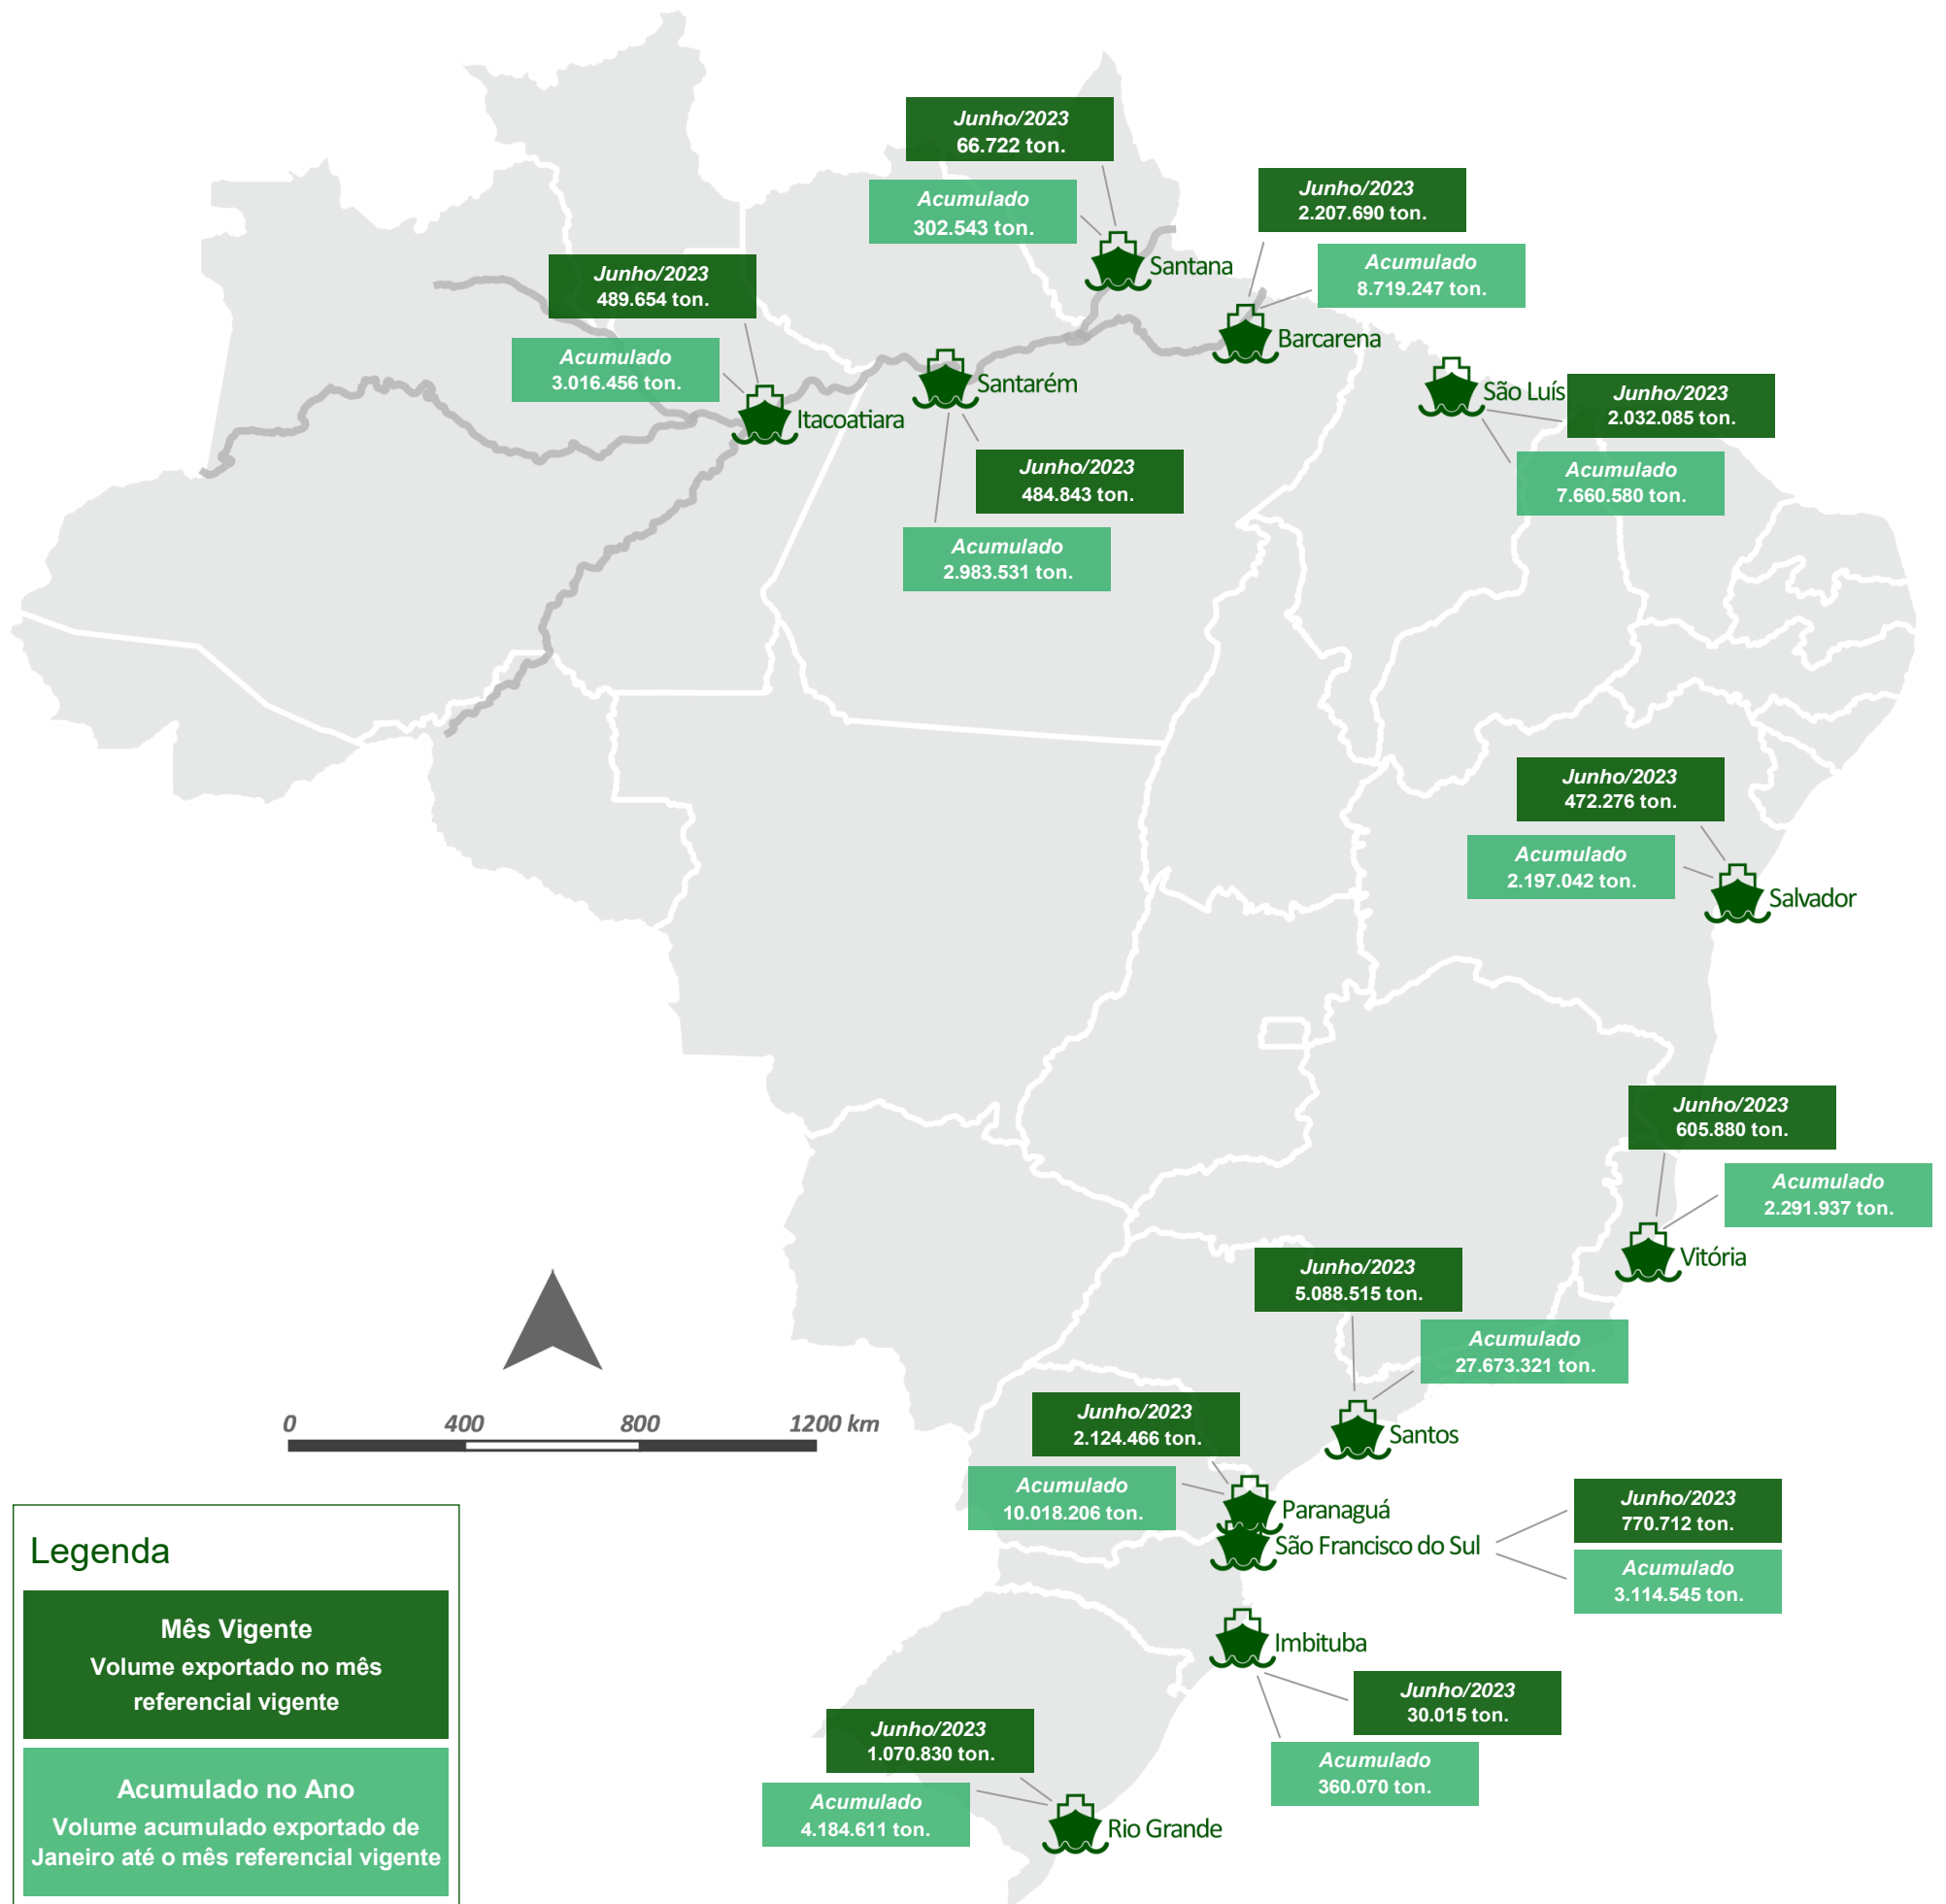 Junho/2023
66.722 ton.
Acumulado
302.543 ton.
Santana
Junho/2023
2.207.690 ton.
Acumulado
8.719.247 ton.
Barcarena
Junho/2023
489.654 ton.
Acumulado
3.016.456 ton.
Itacoatiara
Santarém
Junho/2023
484.843 ton.
Acumulado
2.983.531 ton.
São Luís
Junho/2023
2.032.085 ton.
Acumulado
7.660.580 ton.
Junho/2023
472.276 ton.
Acumulado
2.197.042 ton.
Salvador
Junho/2023
605.880 ton.
Acumulado
2.291.937 ton.
Vitória
Junho/2023
5.088.515 ton.
Acumulado
27.673.321 ton.
Santos
Junho/2023
2.124.466 ton.
Acumulado
10.018.206 ton.
Paranaguá
São Francisco do Sul
Junho/2023
770.712 ton.
Acumulado
3.114.545 ton.
Imbituba
Junho/2023
30.015 ton.
Acumulado
360.070 ton.
Junho/2023
1.070.830 ton.
Acumulado
4.184.611 ton.
Rio Grande
0 400 800 1200 km
Legenda
Mês Vigente
Volume exportado no mês
referencial vigente
Acumulado no Ano
Volume acumulado exportado de
Janeiro até o mês referencial vigente